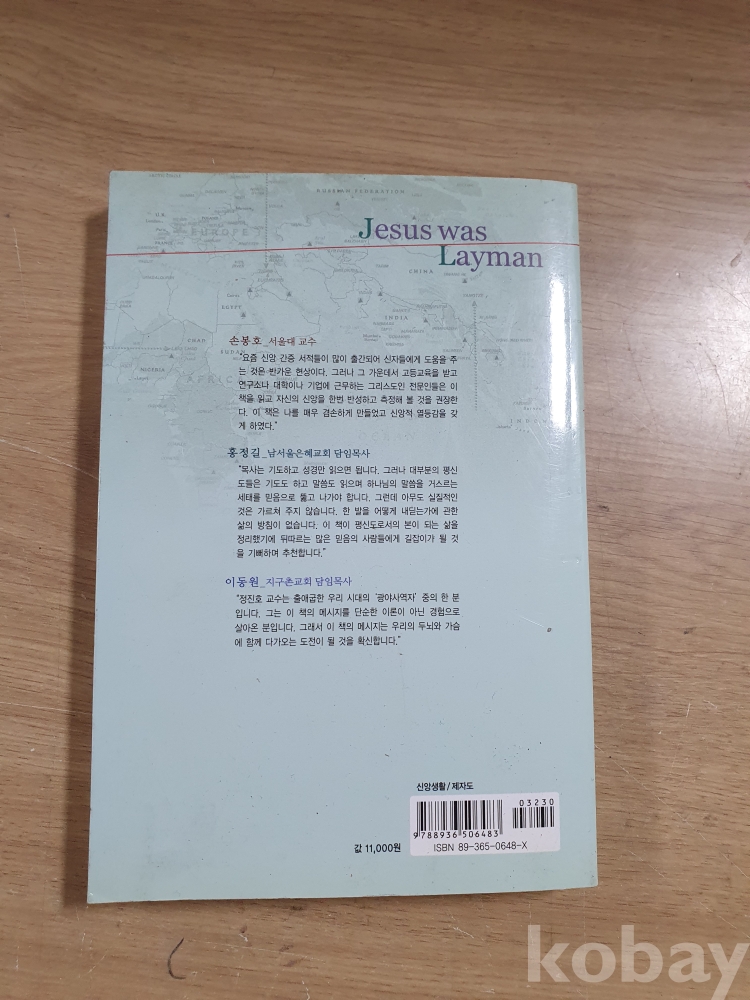 RUSSIAN FEDERATION
EUROPE
Jesus was
Layman
CHINA
EGYPT
INDIA
CHAD
SUDAN
NIGERIA
AFRIC
손봉호_서울대 교수
"요즘 신앙 간증 서적들이 많이 출간되어 신자들에게 도움을 주
는 것은 반가운 현상이다. 그러나 그 가운데서 고등교육을 받고
연구소나 대학이나 기업에 근무하는 그리스도인 전문인들은 이
책을 읽고 자신의 신앙을 한번 반성하고 측정해 볼 것을 권장한
다. 이 책은 나를 매우 겸손하게 만들었고 신앙적 열등감을 갖
게 하였다."
홍정길_남서울은혜교회 담임목사
"목사는 기도하고 성경만 읽으면 됩니다. 그러나 대부분의 평신
도들은 기도도 하고 말씀도 읽으며 하나님의 말씀을 거스르는
세태를 믿음으로 뚫고 나가야 합니다. 그런데 아무도 실질적인
것은 가르쳐 주지 않습니다. 한 발을 어떻게 내딛는가에 관한
삶의 방침이 없습니다. 이 책이 평신도로서의 본이 되는 삶을
정리했기에 뒤따르는 많은 믿음의 사람들에게 길잡이가 될 것
을 기뻐하며 추천합니다."
이동원_지구촌교회 담임목사
"정진호 교수는 출애굽한 우리 시대의 '광야사역자' 중의 한 분
입니다. 그는 이 책의 메시지를 단순한 이론이 아닌 경험으로
살아온 분입니다. 그래서 이 책의 메시지는 우리의 두뇌와 가슴
에 함께 다가오는 도전이 될 것을 확신합니다."
신앙생활/제자도
03230
9788936506483
값 11,000원
ISBN 89-365-0648-X
kobay